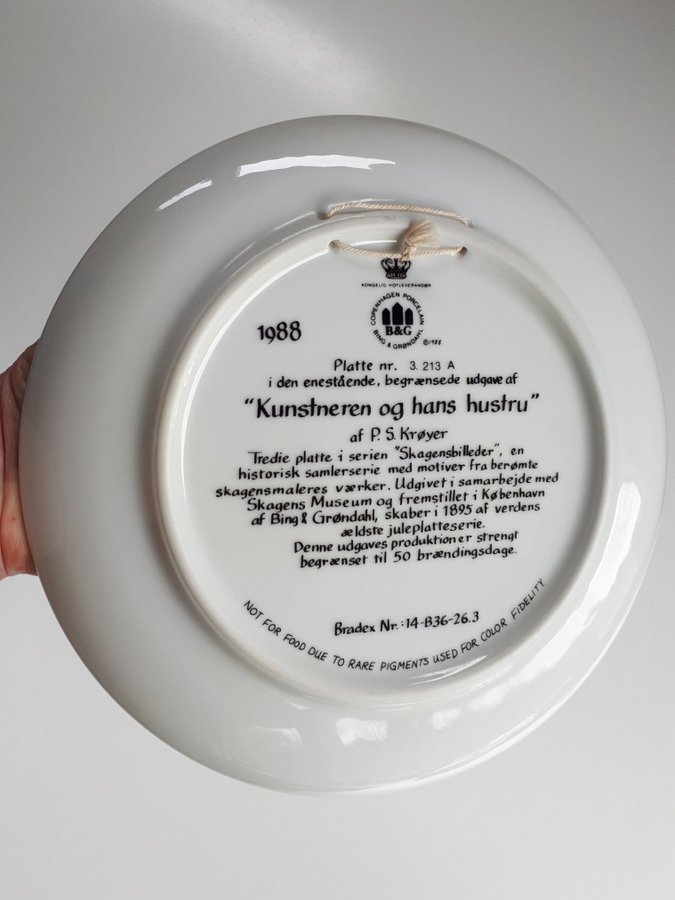 KONGELIG HOFLEVERANDØR
COPENHAGEN PORCELAIN
B&G
BING & GRØNDAHL
©1988
1988
Platte nr. 3. 213 A
i den enestående, begrænsede udgave af
"Kunstneren og hans hustru"
af P. S. Krøyer
Tredie platte i serien "Skagensbilleder", en
historisk samlerserie med motiver fra berømte
skagensmaleres værker. Udgivet i samarbejde med
Skagens Museum og fremstillet i København
af Bing & Grøndahl, skaber i 1895 af verdens
ældste juleplatteserie.
Denne udgaves produktion er strengt
begrænset til 50 brændingsdage.
Bradex Nr.: 14-B36-26.3
NOT FOR FOOD DUE TO RARE PIGMENTS USED FOR COLOR FIDELITY.